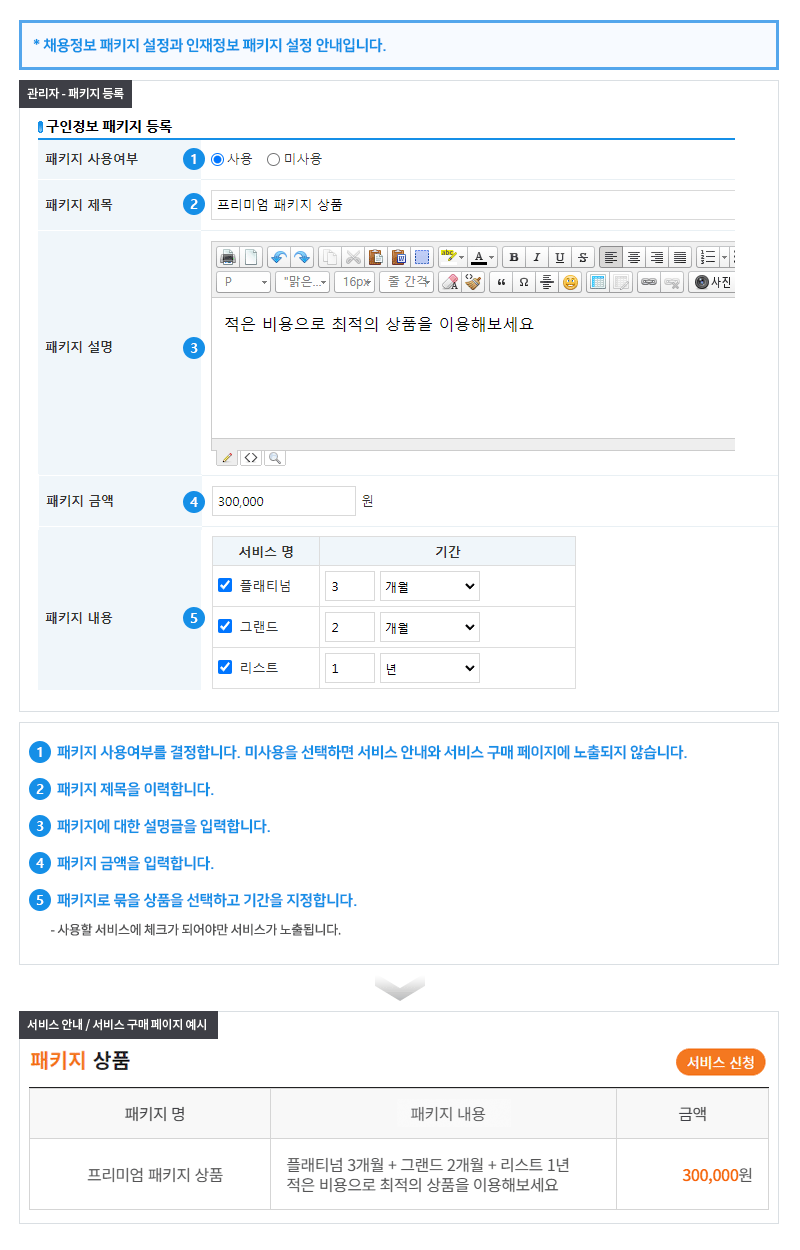 * 채용정보 패키지 설정과 인재정보 패키지 설정 안내입니다.
관리자 - 패키지 등록
구인정보 패키지 등록
패키지 사용여부 1 사용 미사용
패키지 제목 2 프리미엄 패키지 상품
abc A B I U S
P "맑은... 16px 줄 간격 A “ Ω 사진
적은 비용으로 최적의 상품을 이용해보세요
패키지 설명 3
<>
패키지 금액 4 300,000 원
서비스 명 기간
플래티넘 3 개월
패키지 내용 5 그랜드 2 개월
리스트 1 년
1 패키지 사용여부를 결정합니다. 미사용을 선택하면 서비스 안내와 서비스 구매 페이지에 노출되지 않습니다.
2 패키지 제목을 이력합니다.
3 패키지에 대한 설명글을 입력합니다.
4 패키지 금액을 입력합니다.
5 패키지로 묶을 상품을 선택하고 기간을 지정합니다.
- 사용할 서비스에 체크가 되어야만 서비스가 노출됩니다.
서비스 안내 / 서비스 구매 페이지 예시
패키지 상품 서비스 신청
패키지 명 패키지 내용 금액
프리미엄 패키지 상품 플래티넘 3개월 + 그랜드 2개월 + 리스트 1년 300,000원
적은 비용으로 최적의 상품을 이용해보세요